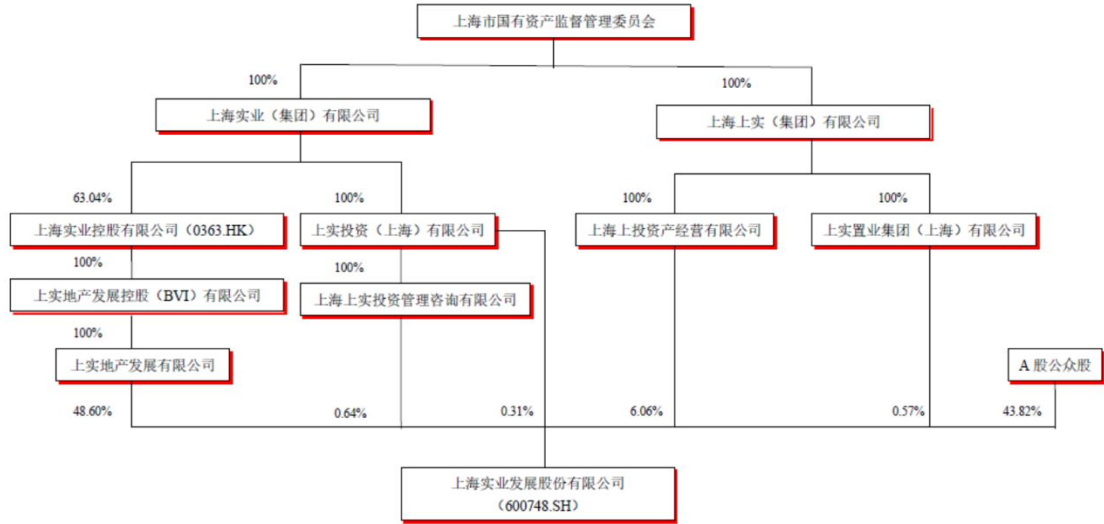 上海市国有资产监督管理委员会
100%
100%
上海实业（集团）有限公司
上海上实（集团）有限公司
63.04%
100%
100%
100%
上海实业控股有限公司（0363.HK）
上实投资（上海）有限公司
上海上投资产经营有限公司
上实置业集团（上海）有限公司
100%
100%
上实地产发展控股（BVI）有限公司
上海上实投资管理咨询有限公司
100%
上实地产发展有限公司
A 股公众股
48.60%
0.64%
0.31%
6.06%
0.57%
43.82%
上海实业发展股份有限公司
（600748.SH）